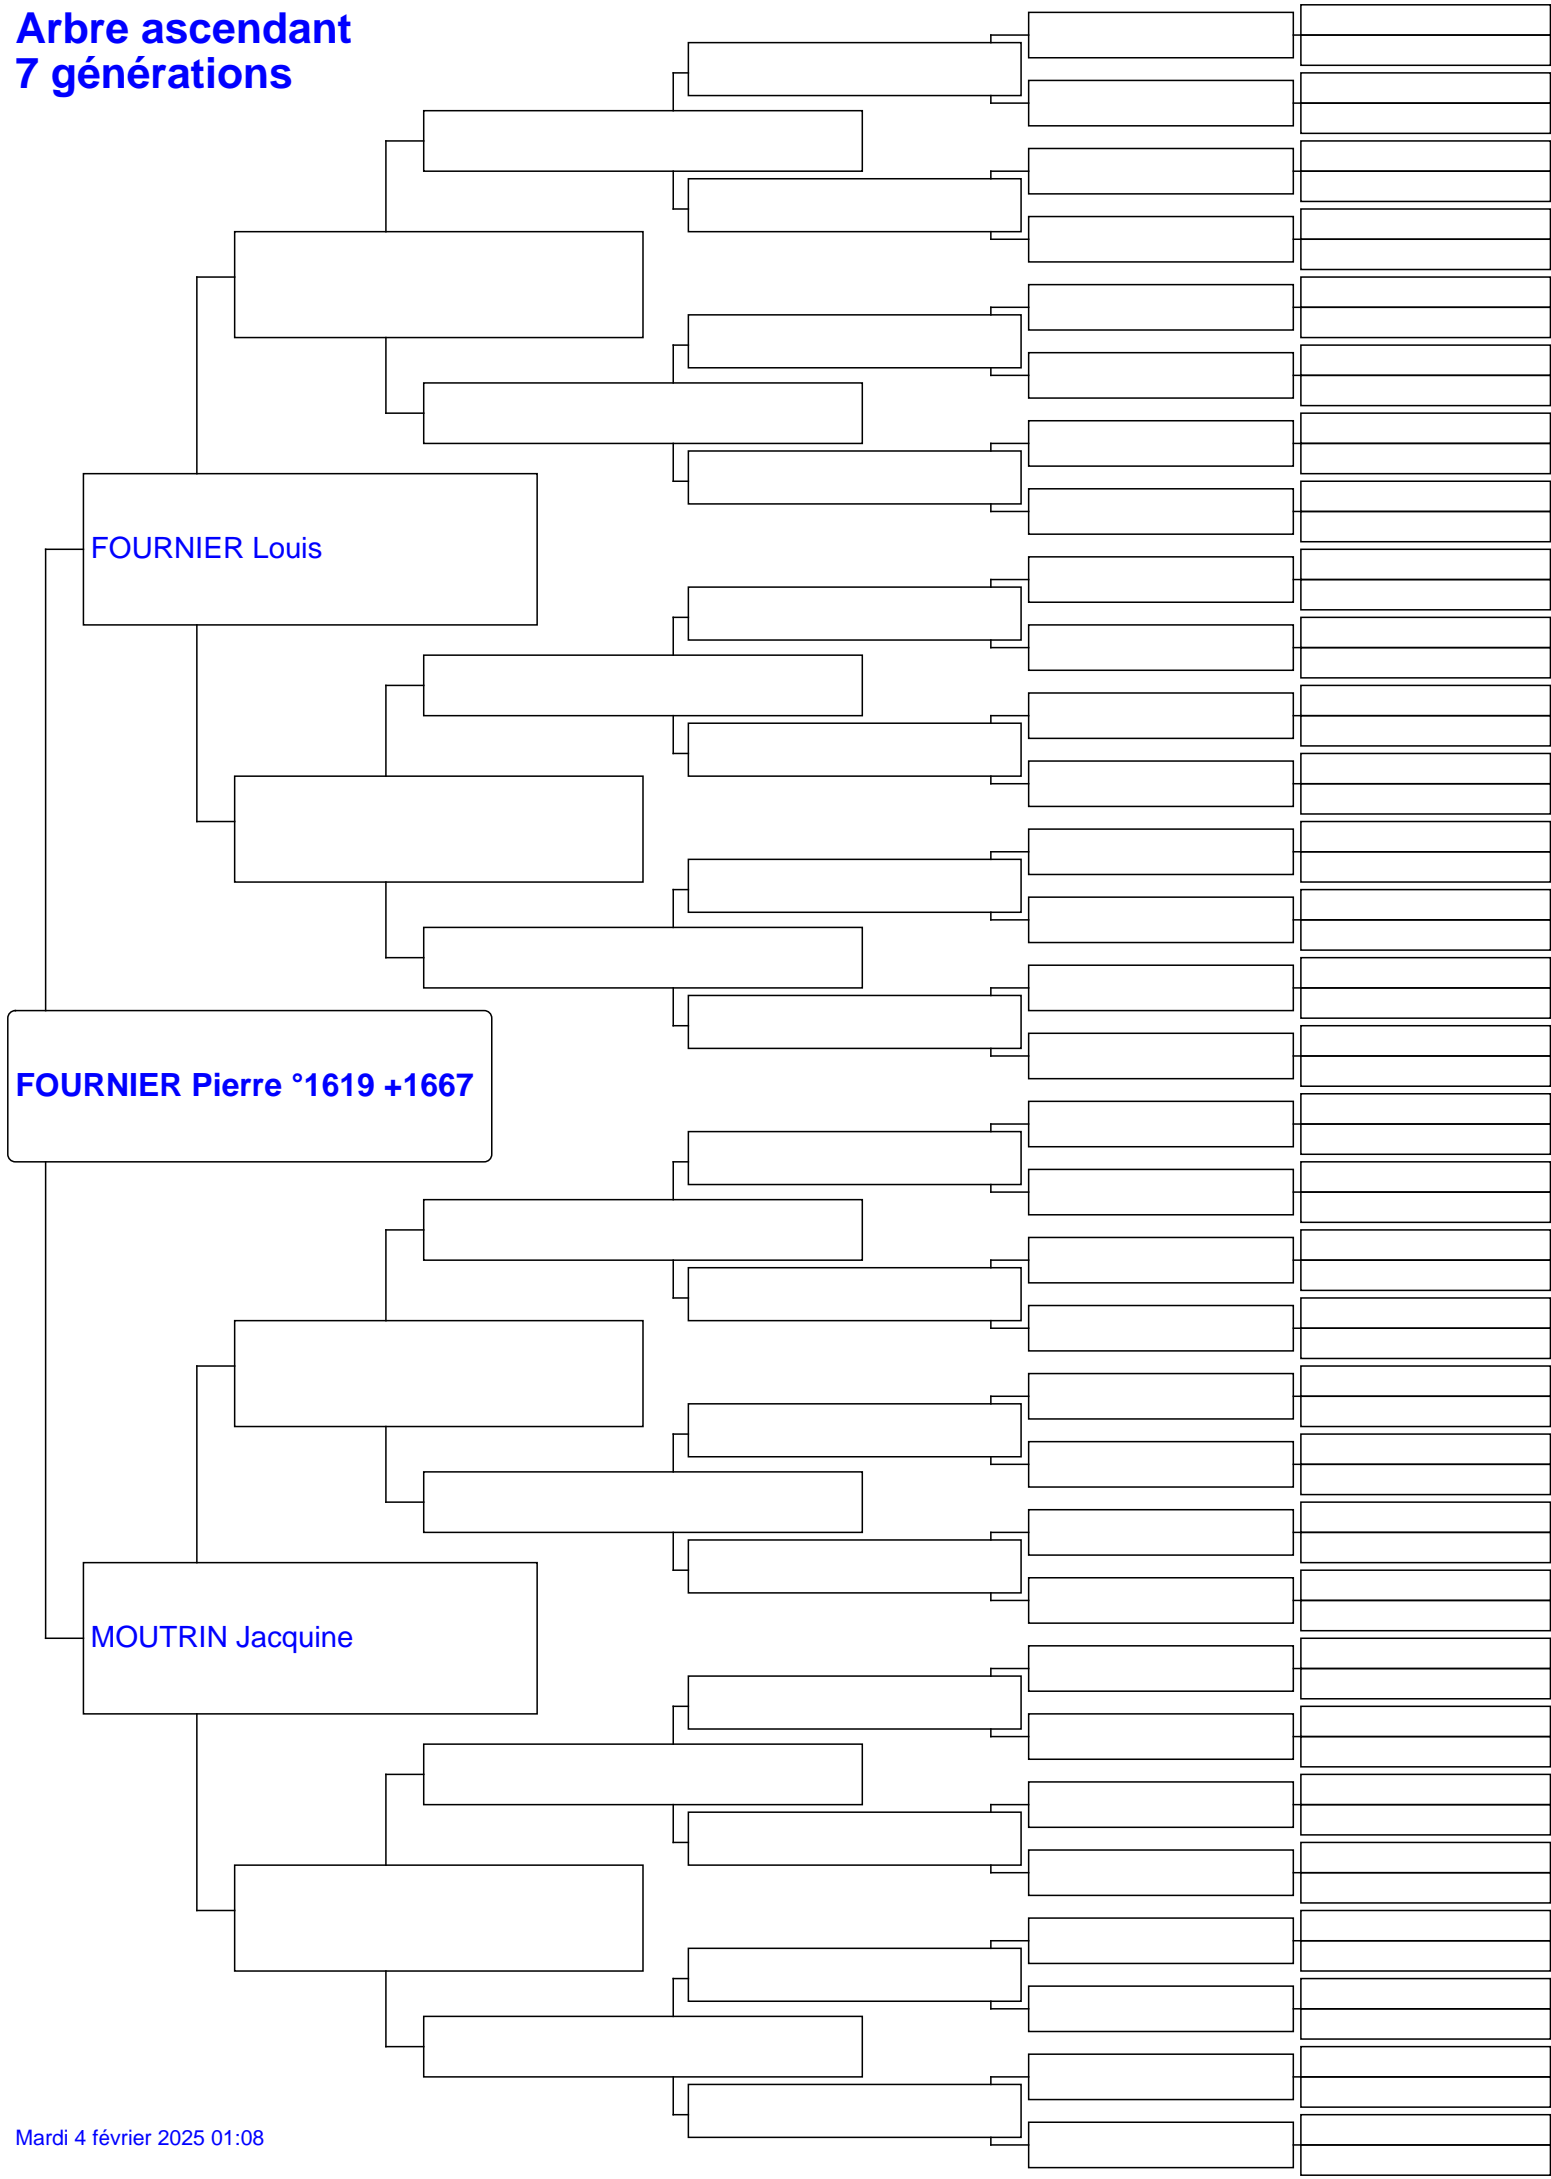 Arbre ascendant
7 générations
FOURNIER Louis
FOURNIER Pierre °1619 +1667
MOUTRIN Jacquine
Mardi 4 février 2025 01:08